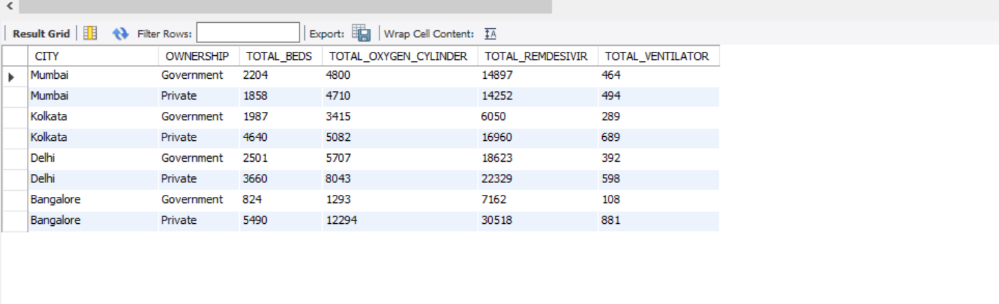 Result Grid Filter Rows: Export: Wrap Cell Content: IA
CITY OWNERSHIP TOTAL_BEDS TOTAL_OXYGEN_CYLINDER TOTAL_REMDESIVIR TOTAL_VENTILATOR
Mumbai Government 2204 4800 14897 464
Mumbai Private 1858 4710 14252 494
Kolkata Government 1987 3415 6050 289
Kolkata Private 4640 5082 16960 689
Delhi Government 2501 5707 18623 392
Delhi Private 3660 8043 22329 598
Bangalore Government 824 1293 7162 108
Bangalore Private 5490 12294 30518 881